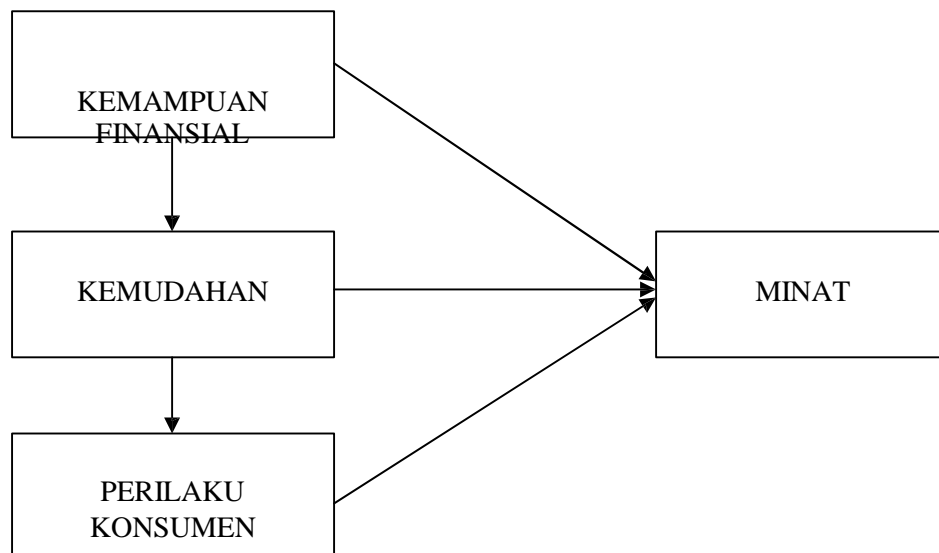 KEMAMPUAN
FINANSIAL
KEMUDAHAN
MINAT
PERILAKU
KONSUMEN